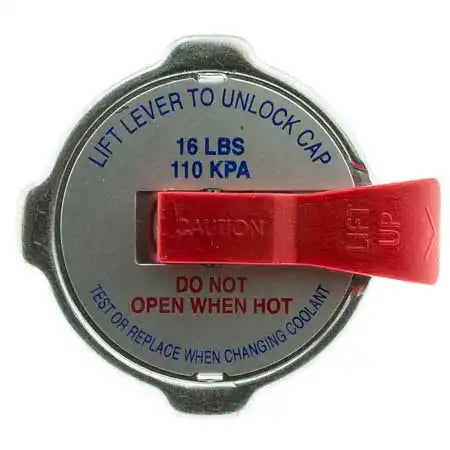 LIFT LEVER TO UNLOCK CAP
16 LBS
110 KPA
CAUTION
LIFT
UP
DO NOT
OPEN WHEN HOT
TEST OR REPLACE WHEN CHANGING COOLANT